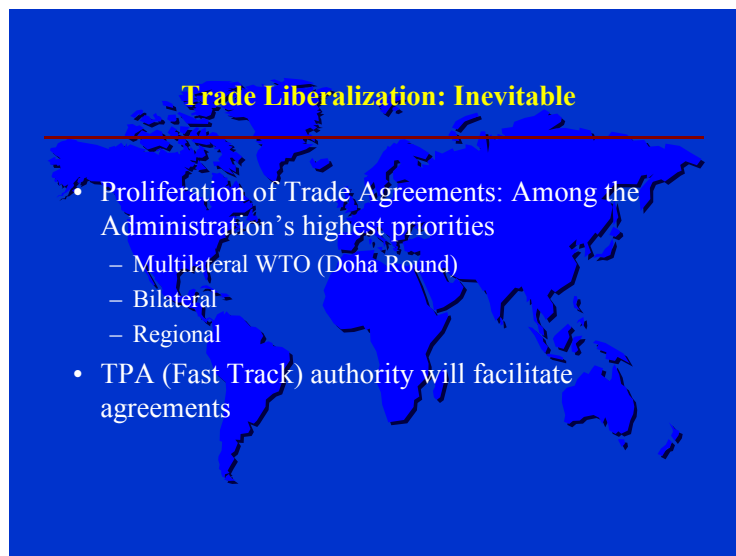 Trade Liberalization: Inevitable
• Proliferation of Trade Agreements: Among the
Administration's highest priorities
– Multilateral WTO (Doha Round)
– Bilateral
– Regional
• TPA (Fast Track) authority will facilitate
agreements